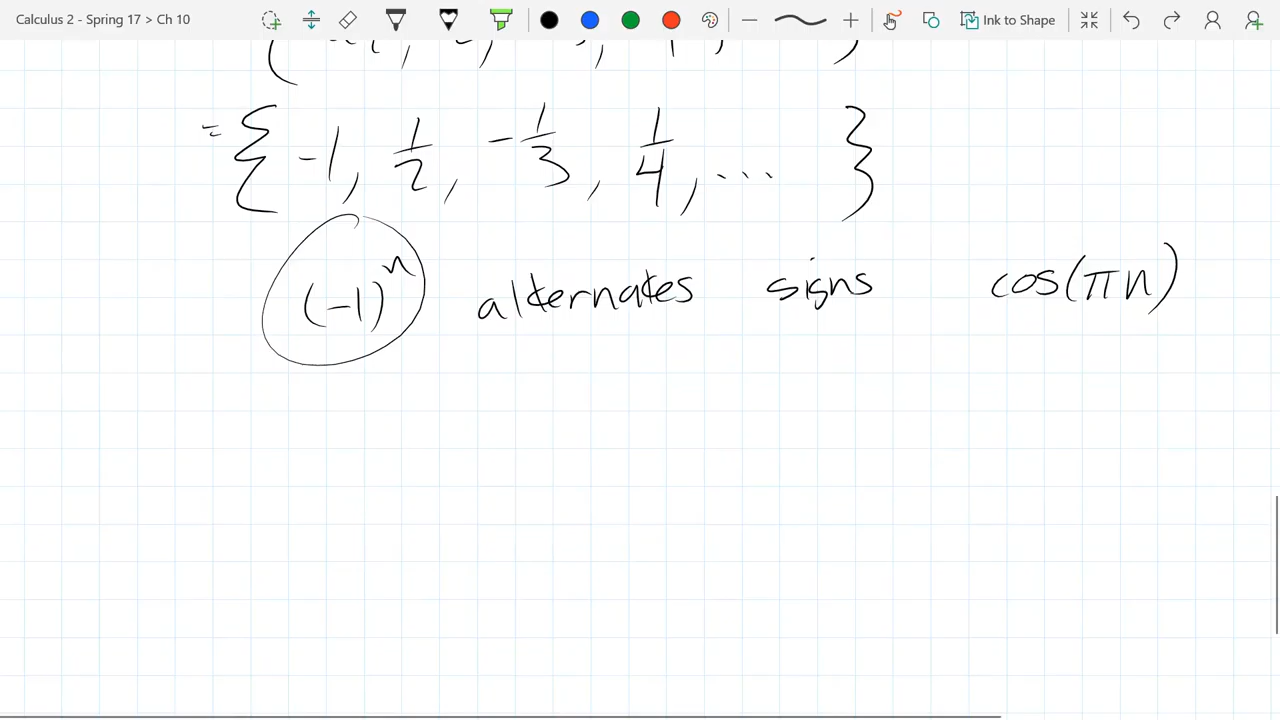 Calculus 2 - Spring 17 > Ch 10
Ink to Shape
= { -1, 1/2, -1/3, 1/4, ... }
(-1)^n alternates signs cos(πn)